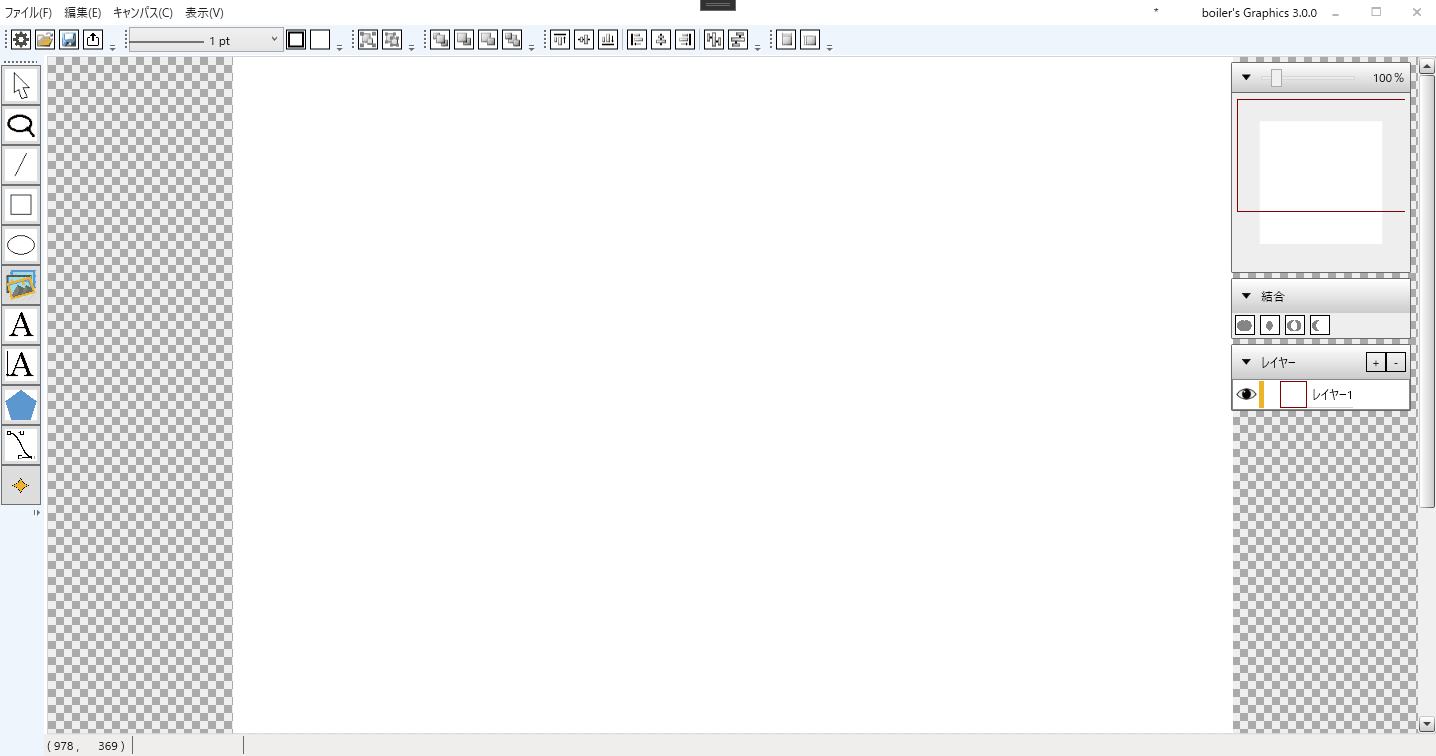 ファイル(F) 編集(E) キャンバス(C) 表示(V) * boiler's Graphics 3.0.0
1 pt
100 %
結合
A
A
レイヤー + -
レイヤー1
( 978 , 369 )